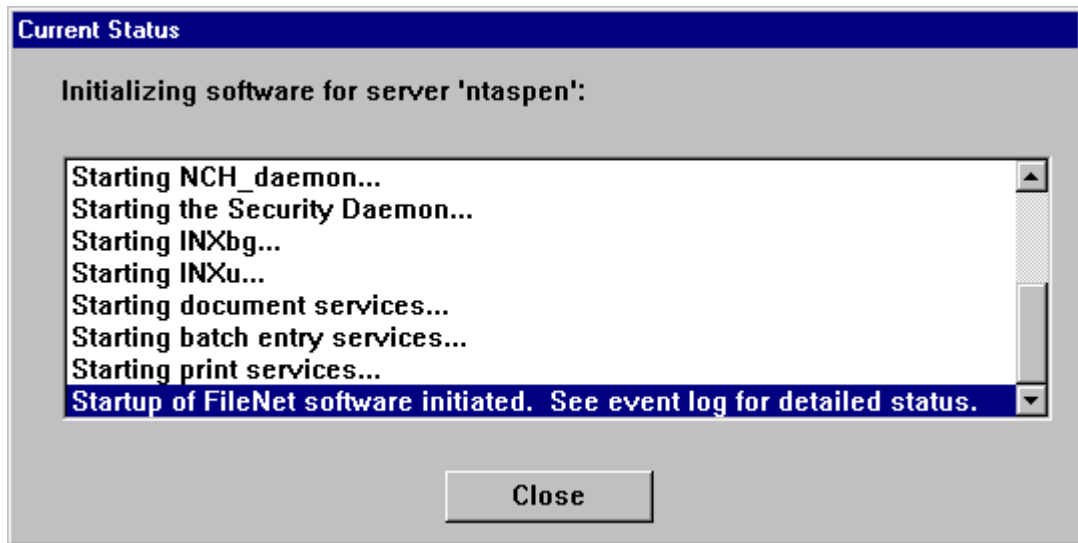 Current Status
Initializing software for server 'ntaspen':
Starting NCH_daemon...
Starting the Security Daemon...
Starting INXbg...
Starting INXu...
Starting document services...
Starting batch entry services...
Starting print services...
Startup of FileNet software initiated.  See event log for detailed status.
Close